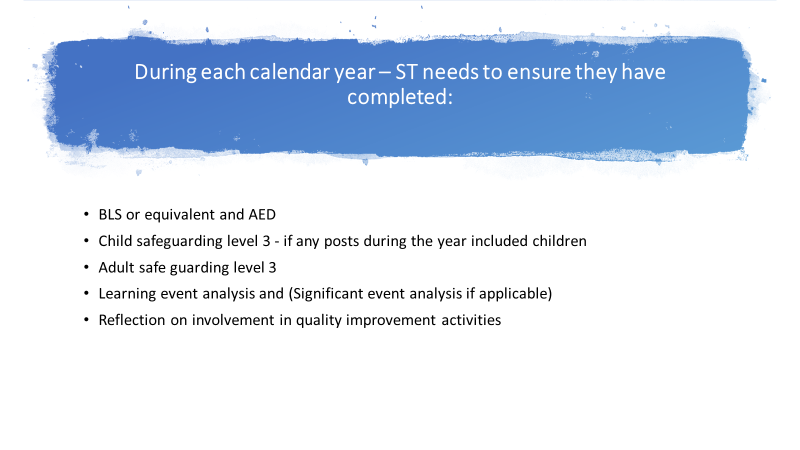 During each calendar year – ST needs to ensure they have
completed:
• BLS or equivalent and AED
• Child safeguarding level 3 - if any posts during the year included children
• Adult safe guarding level 3
• Learning event analysis and (Significant event analysis if applicable)
• Reflection on involvement in quality improvement activities